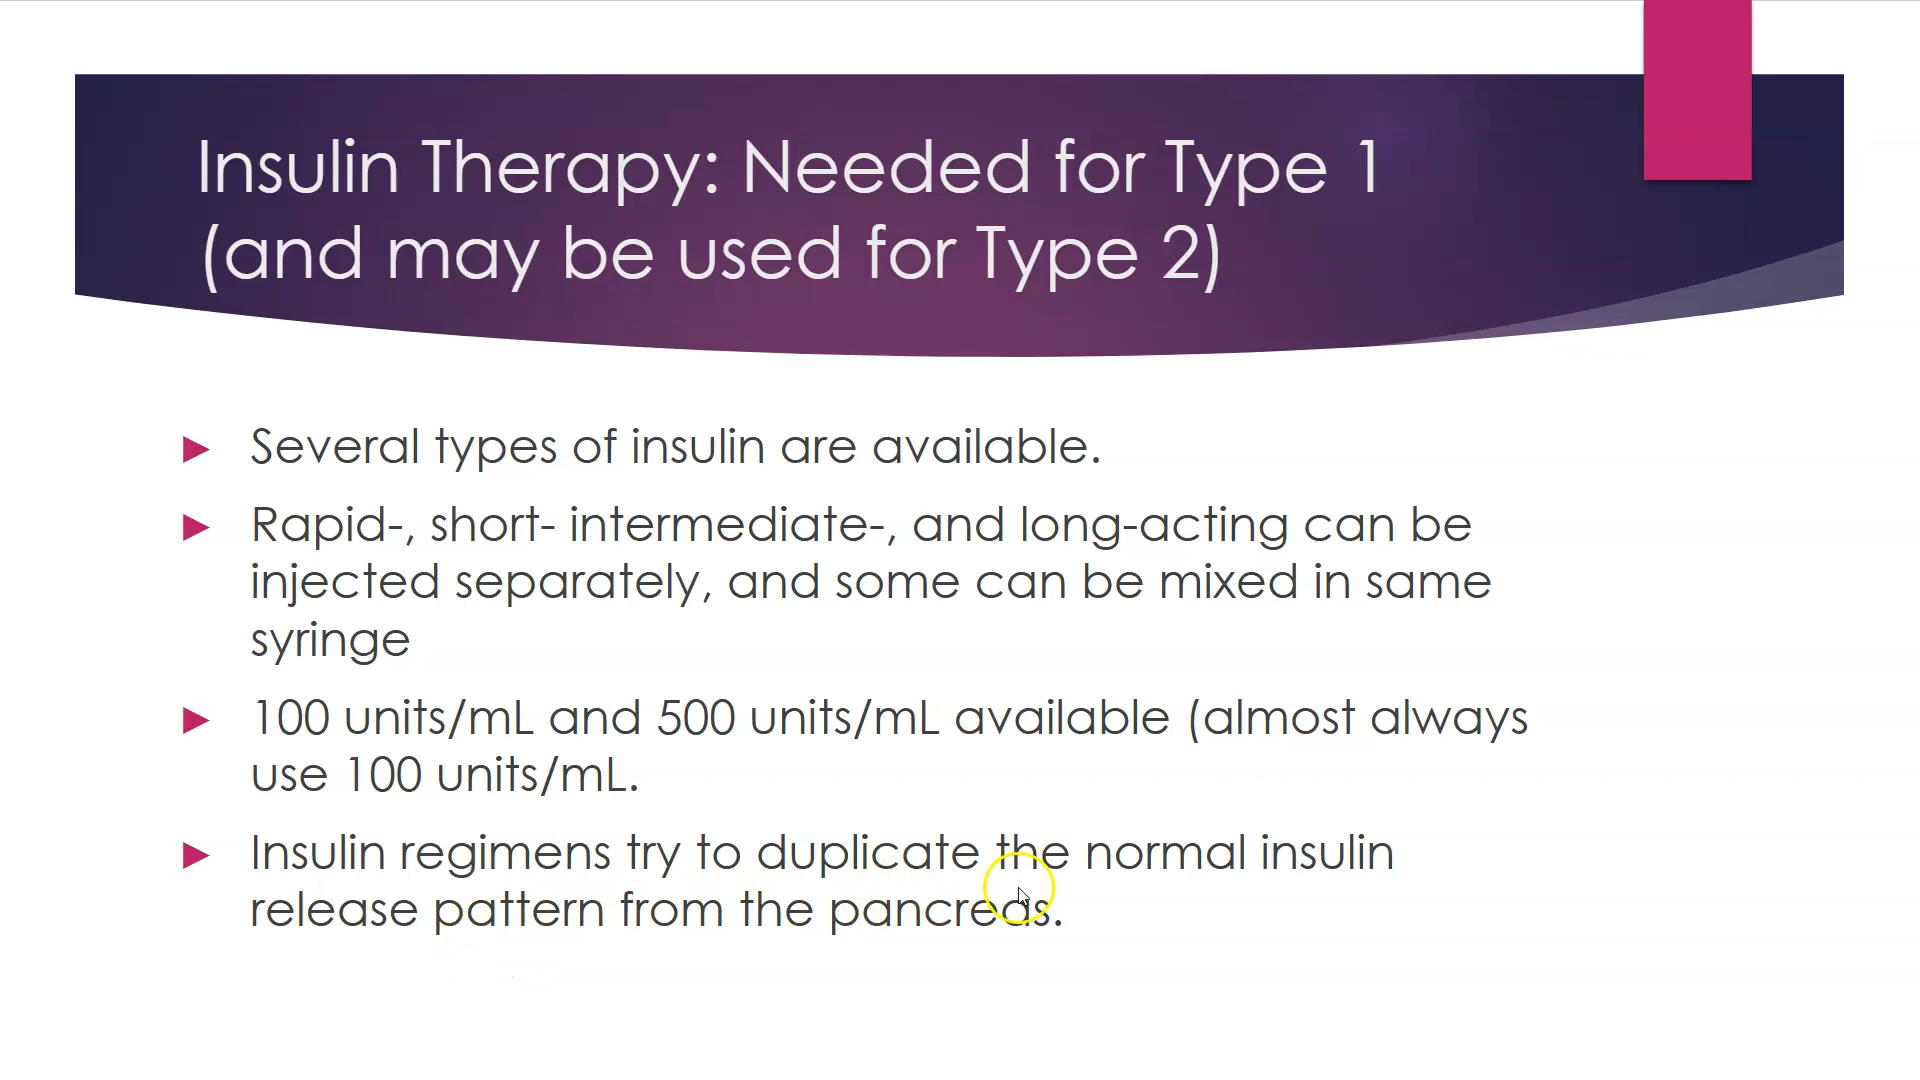 Insulin Therapy: Needed for Type 1
(and may be used for Type 2)
Several types of insulin are available.
Rapid-, short- intermediate-, and long-acting can be
injected separately, and some can be mixed in same
syringe
100 units/mL and 500 units/mL available (almost always
use 100 units/mL.
Insulin regimens try to duplicate the normal insulin
release pattern from the pancreas.